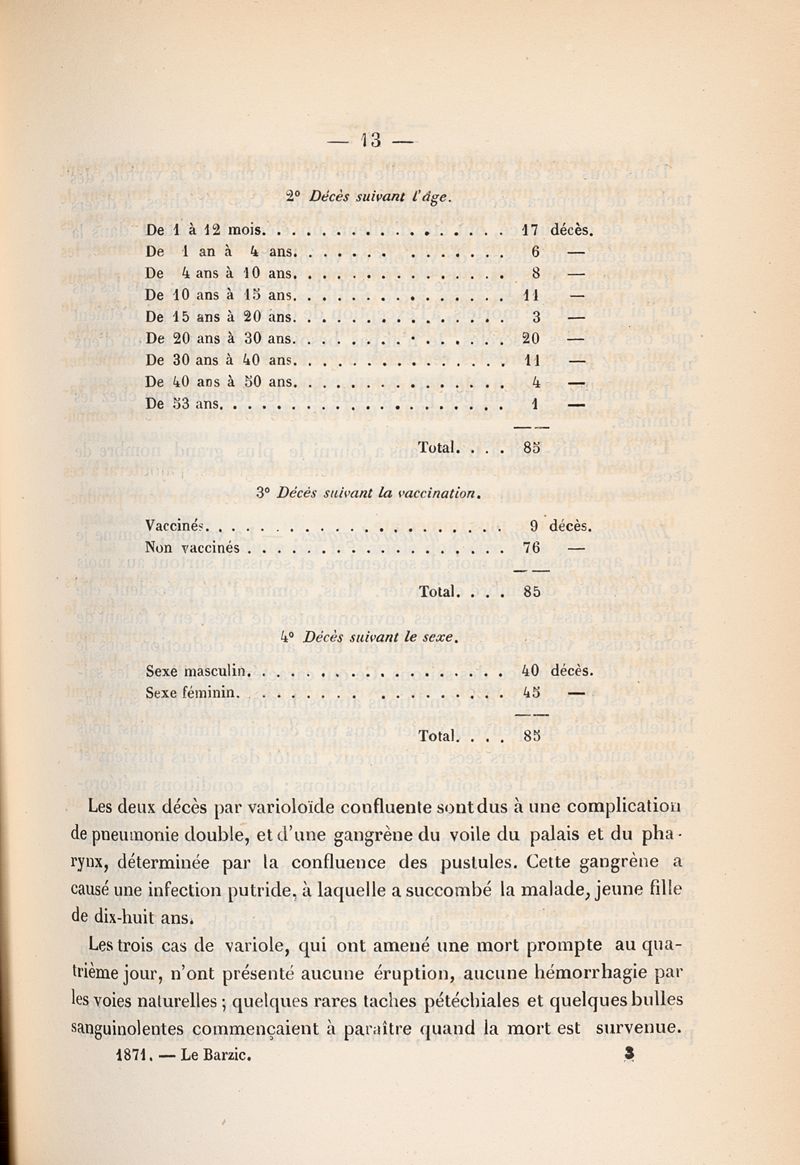 — 13 —
2° Décès suivant l'âge.
De 1 à 12 mois. . . . . . . . . . . . . . . . . 17 décès.
De 1 an à 4 ans. . . . . . . . . . . . . . 6 —
De 4 ans à 10 ans. . . . . . . . . . . . . . . 8 —
De 10 ans à 15 ans. . . . . . . . . . . . . . . 11 —
De 15 ans à 20 ans. . . . . . . . . . . . . . . 3 —
De 20 ans à 30 ans. . . . . . . . . . . . . . . 20 —
De 30 ans à 40 ans. . . . . . . . . . . . . . . 11 —
De 40 ans à 50 ans. . . . . . . . . . . . . . . 4 —
De 53 ans. . . . . . . . . . . . . . . . . . . . 1 —
Total. . . . 85
3° Décès suivant la vaccination.
Vaccinés. . . . . . . . . . . . . . . . . . . . . 9 décès.
Non vaccinés . . . . . . . . . . . . . . . . . . 76 —
Total. . . . 85
4° Décès suivant le sexe.
Sexe masculin. . . . . . . . . . . . . . . . . . 40 décès.
Sexe féminin. . . . . . . . . . . . . . . . . . 45 —
Total. . . . 85
Les deux décès par varioloïde confluente sont dus à une complication
de pneumonie double, et d'une gangrène du voile du palais et du pha-
rynx, déterminée par la confluence des pustules. Cette gangrène a
causé une infection putride, à laquelle a succombé la malade, jeune fille
de dix-huit ans.
Les trois cas de variole, qui ont amené une mort prompte au qua-
trième jour, n'ont présenté aucune éruption, aucune hémorrhagie par
les voies naturelles ; quelques rares taches pétéchiales et quelques bulles
sanguinolentes commençaient à paraître quand la mort est survenue.
1871. — Le Barzic. 3